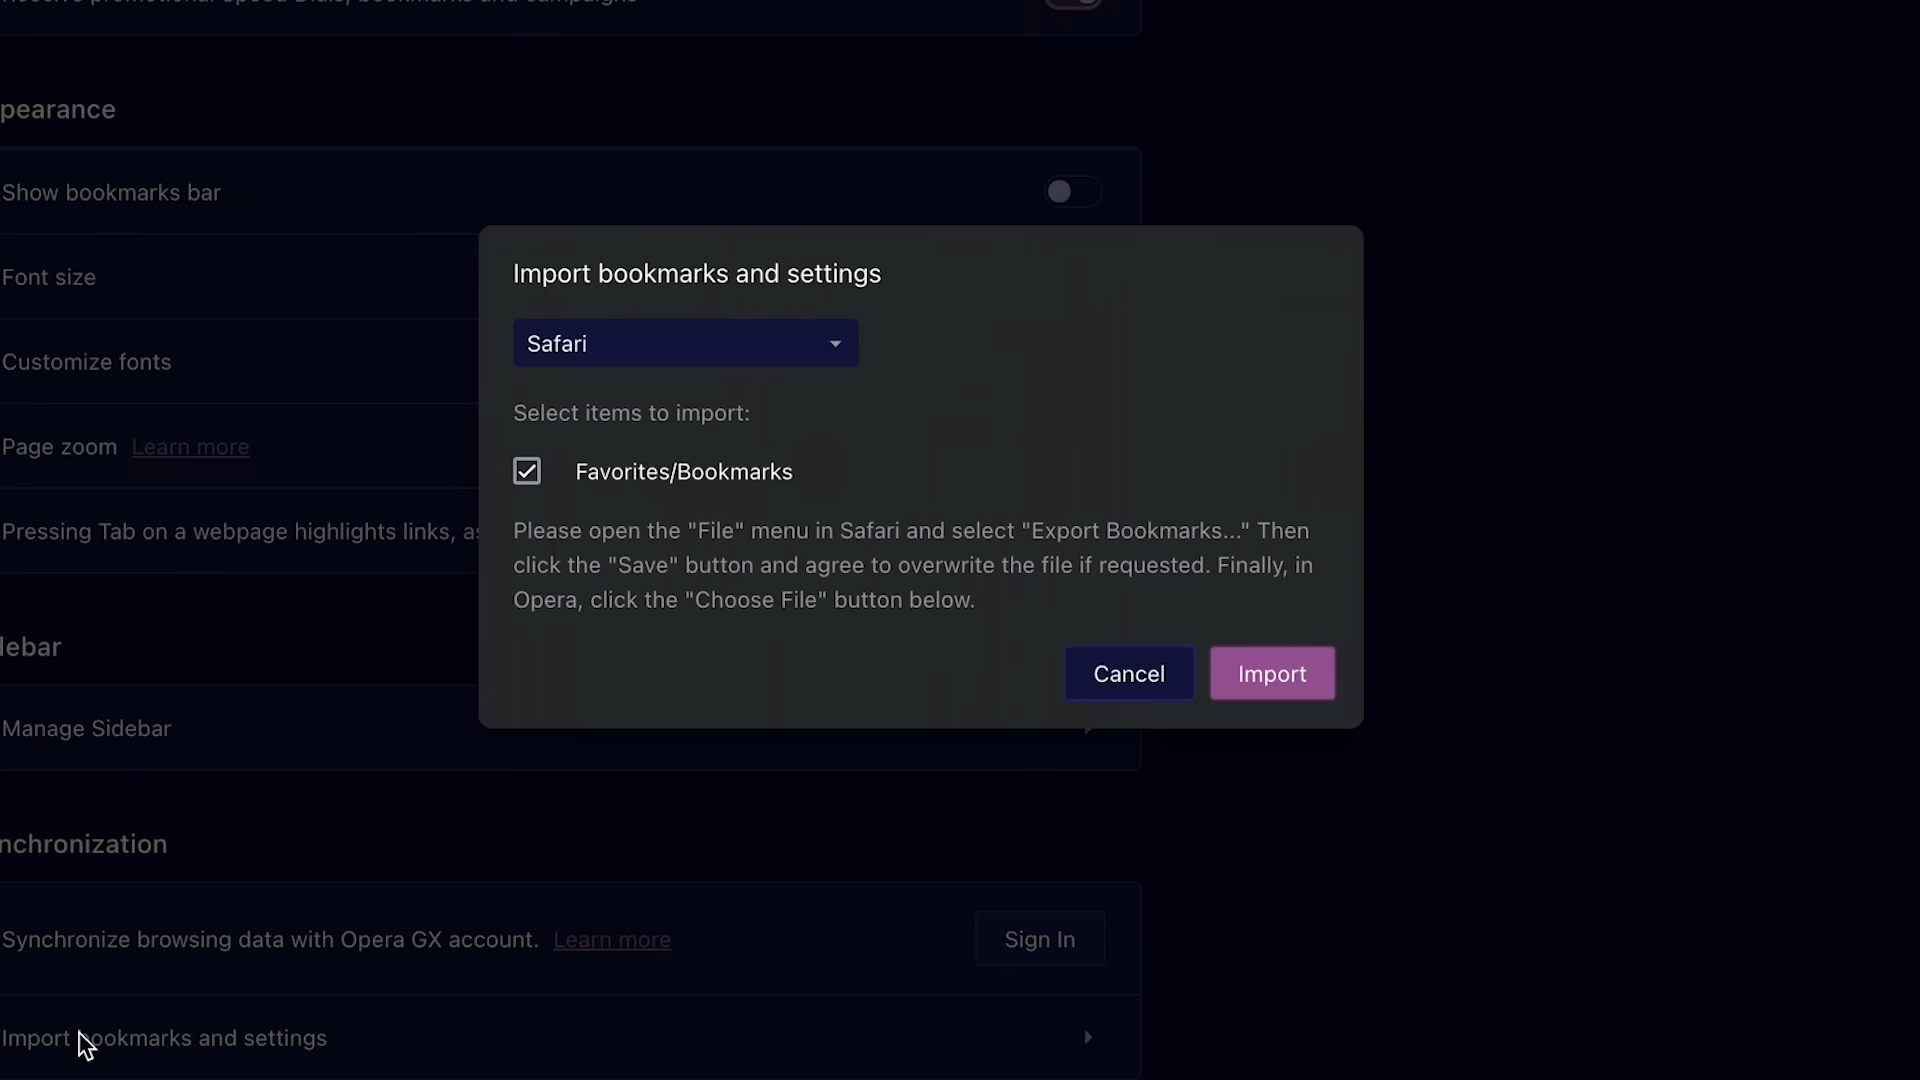 pearance
Show bookmarks bar
Font size
Customize fonts
Page zoom Learn more
Pressing Tab on a webpage highlights links, as
lebar
Manage Sidebar
nchronization
Synchronize browsing data with Opera GX account. Learn more
Sign In
Import bookmarks and settings
Import bookmarks and settings
Safari
Select items to import:
Favorites/Bookmarks
Please open the "File" menu in Safari and select "Export Bookmarks..." Then
click the "Save" button and agree to overwrite the file if requested. Finally, in
Opera, click the "Choose File" button below.
Cancel
Import